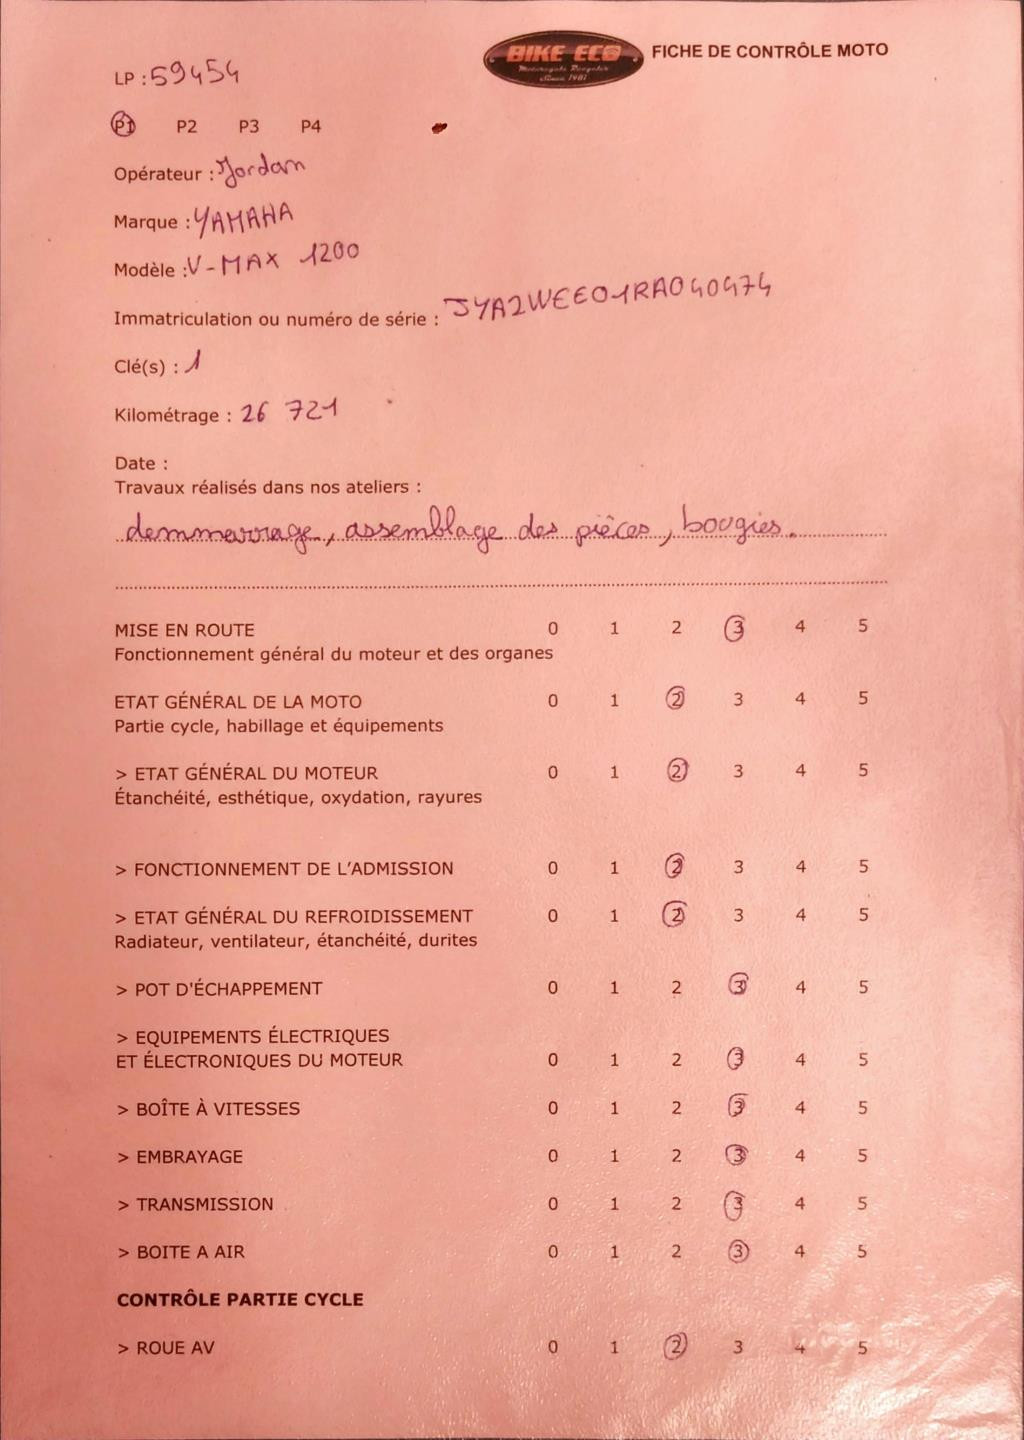 BIKE ECO
Motorcycle Recycler
Since 1981
FICHE DE CONTRÔLE MOTO
LP : 59454
P1 P2 P3 P4
Opérateur : Jordan
Marque : YAMAHA
Modèle : V-MAX 1200
Immatriculation ou numéro de série : JYA2WEE01RA040474
Clé(s) : 1
Kilométrage : 26 721
Date :
Travaux réalisés dans nos ateliers :
demmarrage, assemblage des pièces, bougies.
MISE EN ROUTE 0 1 2 3 4 5
Fonctionnement général du moteur et des organes
ETAT GÉNÉRAL DE LA MOTO 0 1 2 3 4 5
Partie cycle, habillage et équipements
> ETAT GÉNÉRAL DU MOTEUR 0 1 2 3 4 5
Étanchéité, esthétique, oxydation, rayures
> FONCTIONNEMENT DE L'ADMISSION 0 1 2 3 4 5
> ETAT GÉNÉRAL DU REFROIDISSEMENT 0 1 2 3 4 5
Radiateur, ventilateur, étanchéité, durites
> POT D'ÉCHAPPEMENT 0 1 2 3 4 5
> EQUIPEMENTS ÉLECTRIQUES
ET ÉLECTRONIQUES DU MOTEUR 0 1 2 3 4 5
> BOÎTE À VITESSES 0 1 2 3 4 5
> EMBRAYAGE 0 1 2 3 4 5
> TRANSMISSION 0 1 2 3 4 5
> BOITE A AIR 0 1 2 3 4 5
CONTRÔLE PARTIE CYCLE
> ROUE AV 0 1 2 3 4 5